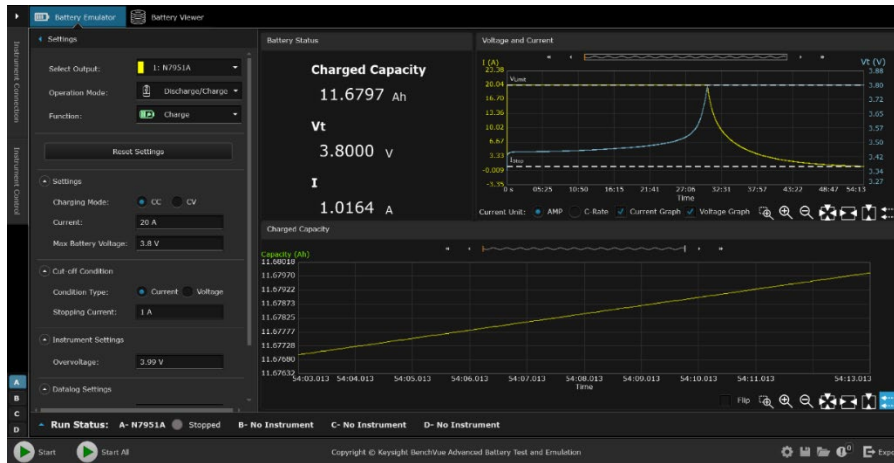 Battery Emulator
Battery Viewer
Instrument Connection
Instrument Control
Settings
Select Output: 1: N7951A
Operation Mode: Discharge/Charge
Function: Charge
Reset Settings
Settings
Charging Mode: CC CV
Current: 20 A
Max Battery Voltage: 3.8 V
Cut-off Condition
Condition Type: Current Voltage
Stopping Current: 1 A
Instrument Settings
Overvoltage: 3.99 V
Datalog Settings
Battery Status
Charged Capacity
11.6797 Ah
Vt
3.8000 V
I
1.0164 A
Voltage and Current
I (A) Vt (V)
23.38 3.86
20.04 VLimit 3.80
16.70 3.72
13.36 3.65
10.02 3.57
6.67 3.50
3.33 IStop 3.42
-0.009 3.34
-3.35 3.27
0 s 05:25 10:50 16:15 21:41 27:06 32:31 37:57 43:22 48:47 54:13
Time
Current Unit: AMP C-Rate Current Graph Voltage Graph
Charged Capacity
Capacity (Ah)
11.68018
11.67970
11.67922
11.67873
11.67825
11.67777
11.67728
11.67680
11.67632
54:03.013 54:04.013 54:05.013 54:06.013 54:07.013 54:08.013 54:09.013 54:10.013 54:11.013 54:13.013
Time
Flip
A
B
C
D
Run Status: A- N7951A Stopped B- No Instrument C- No Instrument D- No Instrument
Start
Start All
Copyright © Keysight BenchVue Advanced Battery Test and Emulation
0
Expo